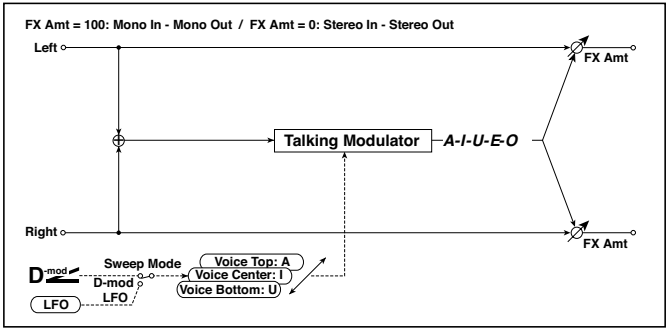 FX Amt = 100: Mono In - Mono Out / FX Amt = 0: Stereo In - Stereo Out
Left
FX Amt
Talking Modulator
A-I-U-E-O
Right
FX Amt
Voice Top: A
Sweep Mode
Voice Center: I
D-mod
D-mod
Voice Bottom: U
LFO
LFO